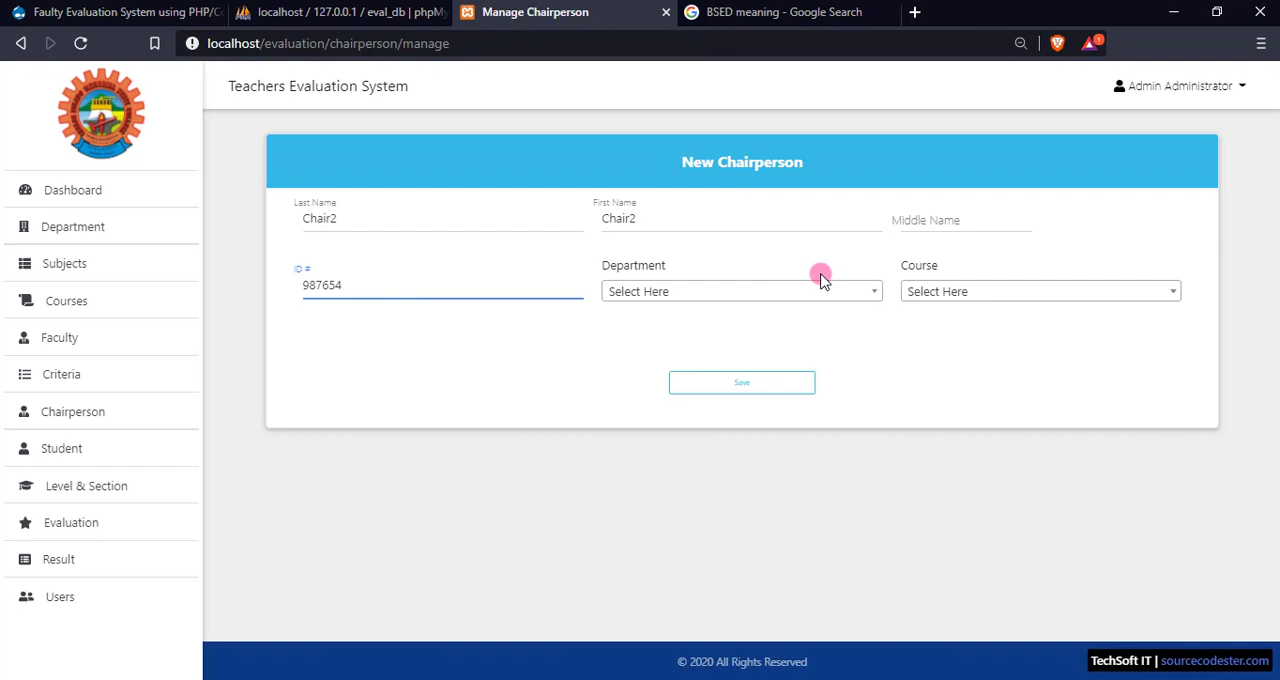 Faulty Evaluation System using PHP/C
localhost / 127.0.0.1 / eval_db | phpMy
Manage Chairperson
BSED meaning - Google Search
localhost/evaluation/chairperson/manage
1
Teachers Evaluation System
Admin Administrator
Dashboard
Department
Subjects
Courses
Faculty
Criteria
Chairperson
Student
Level & Section
Evaluation
Result
Users
New Chairperson
Last Name
Chair2
First Name
Chair2
Middle Name
ID #
987654
Department
Select Here
Course
Select Here
Save
© 2020 All Rights Reserved
TechSoft IT | sourcecodester.com